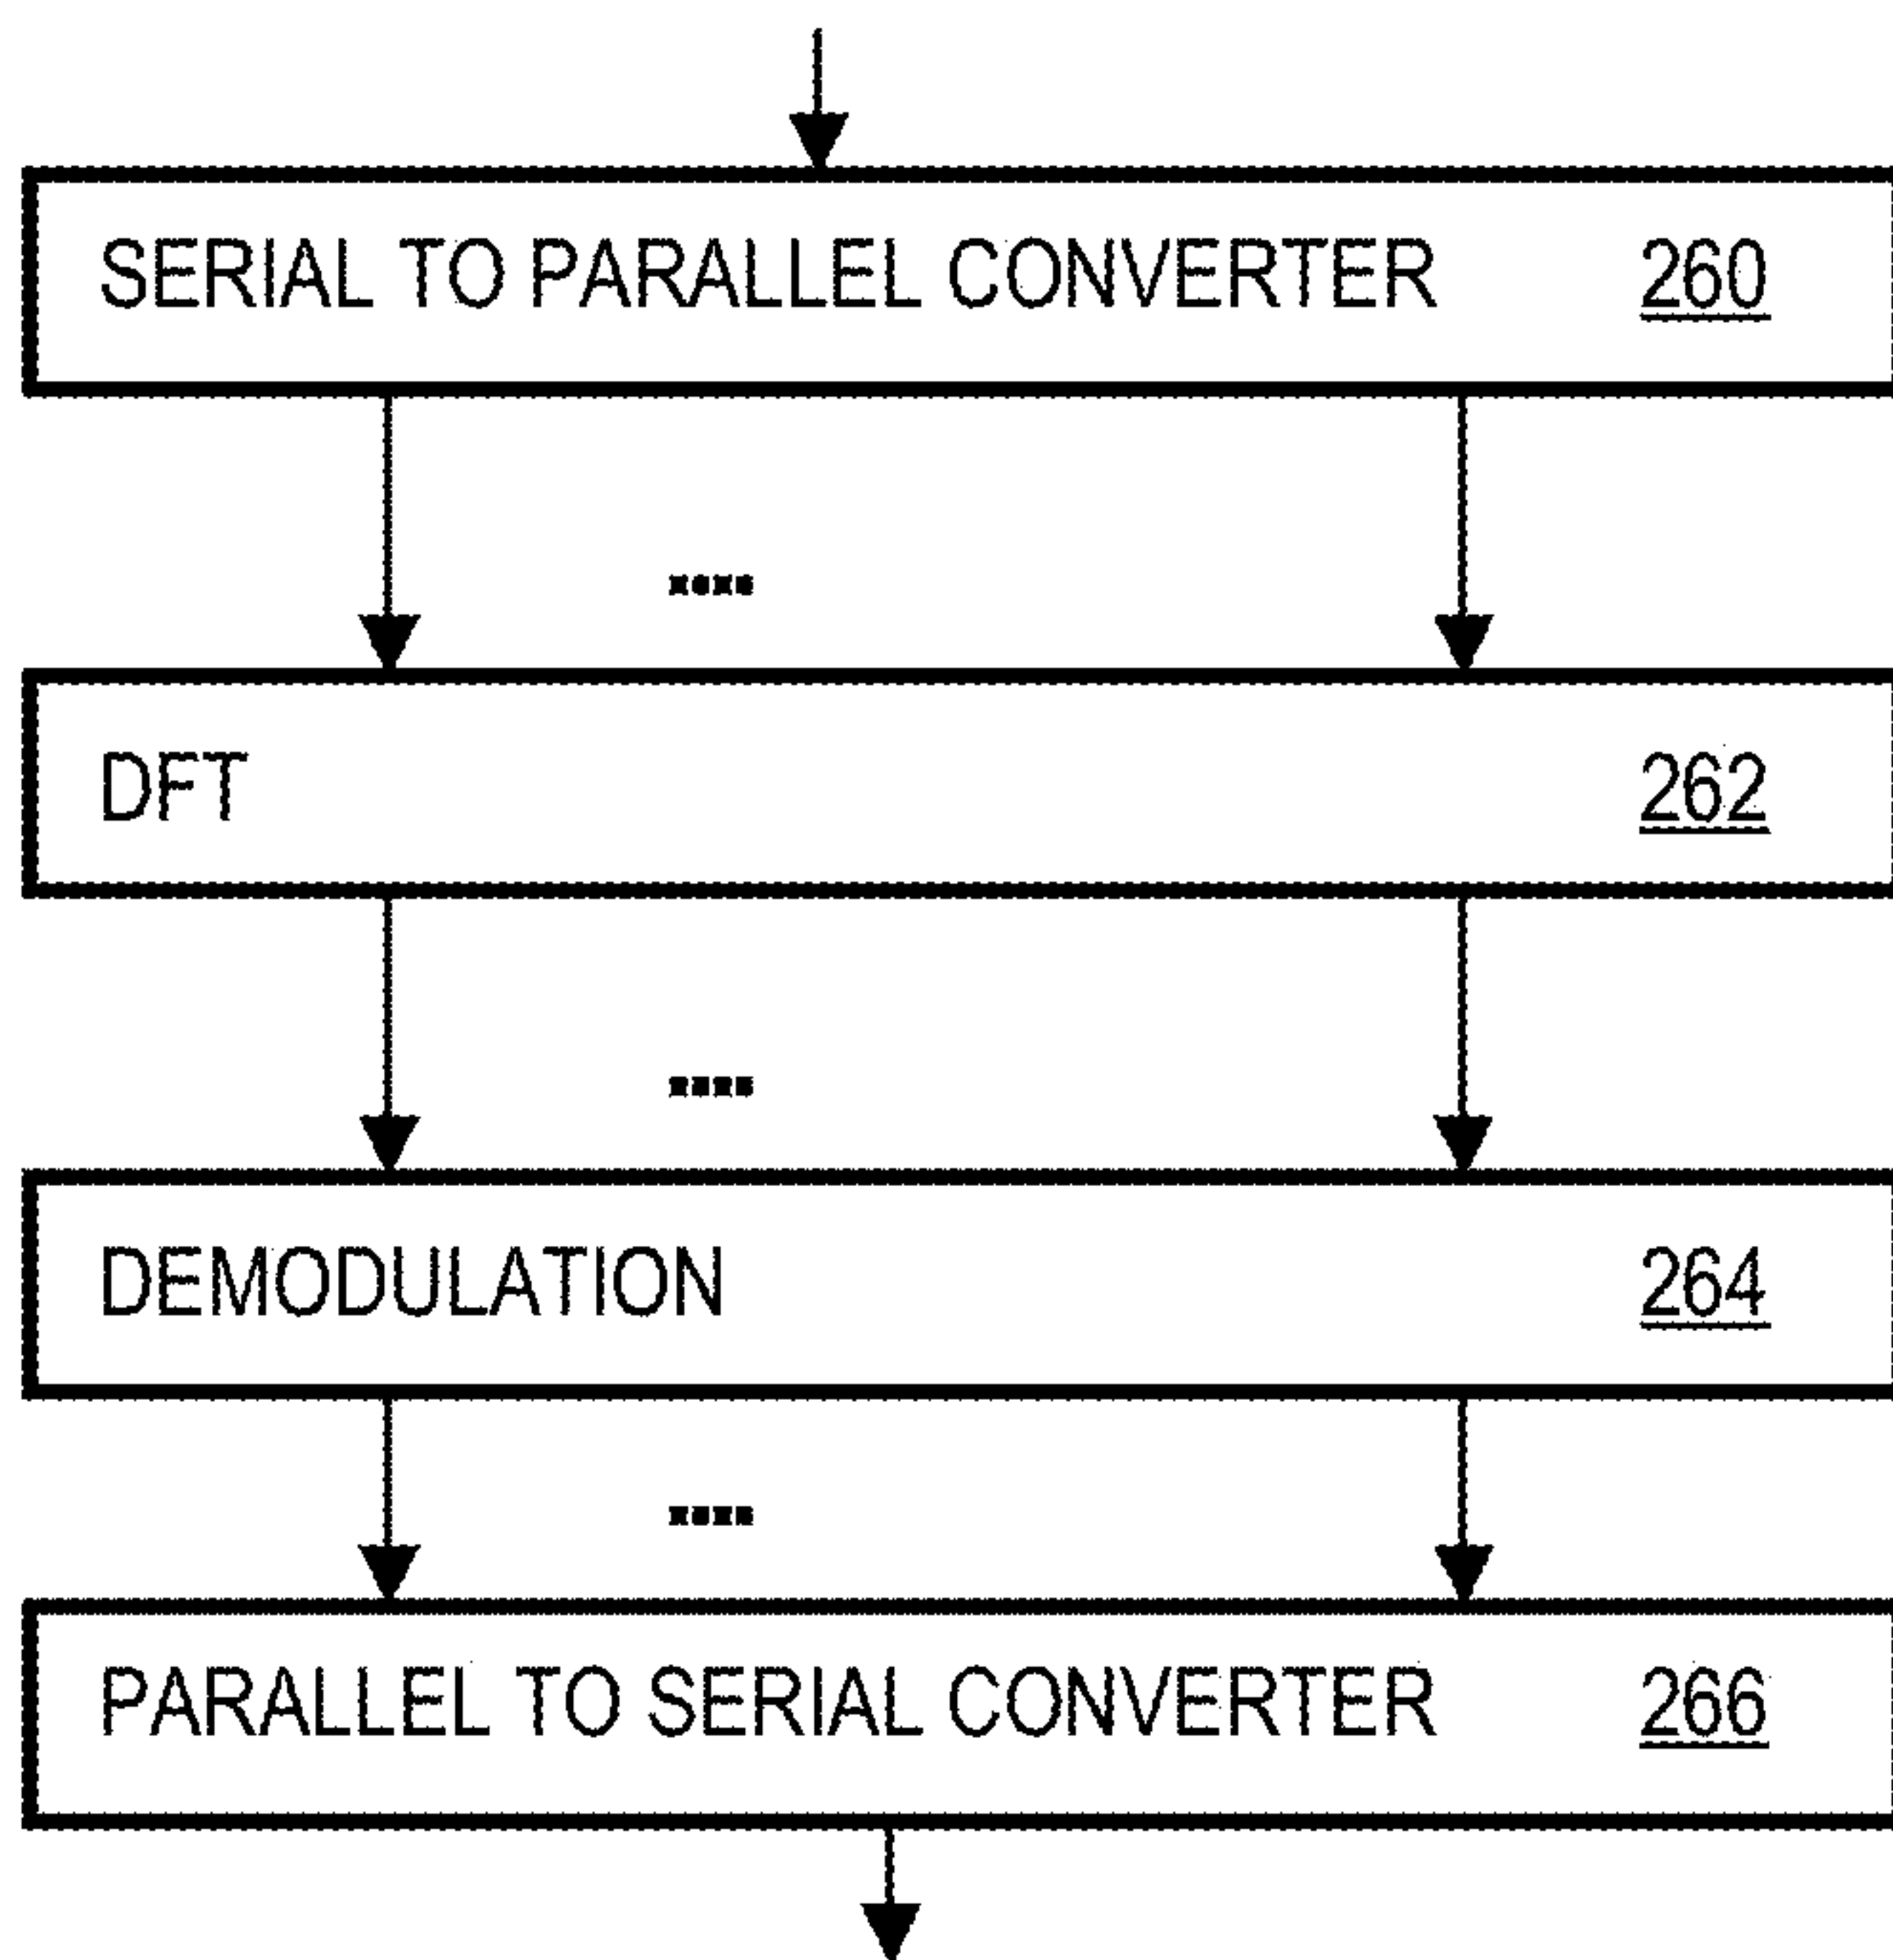 SERIAL TO PARALLEL CONVERTER 260
....
DFT 262
....
DEMODULATION 264
....
PARALLEL TO SERIAL CONVERTER 266